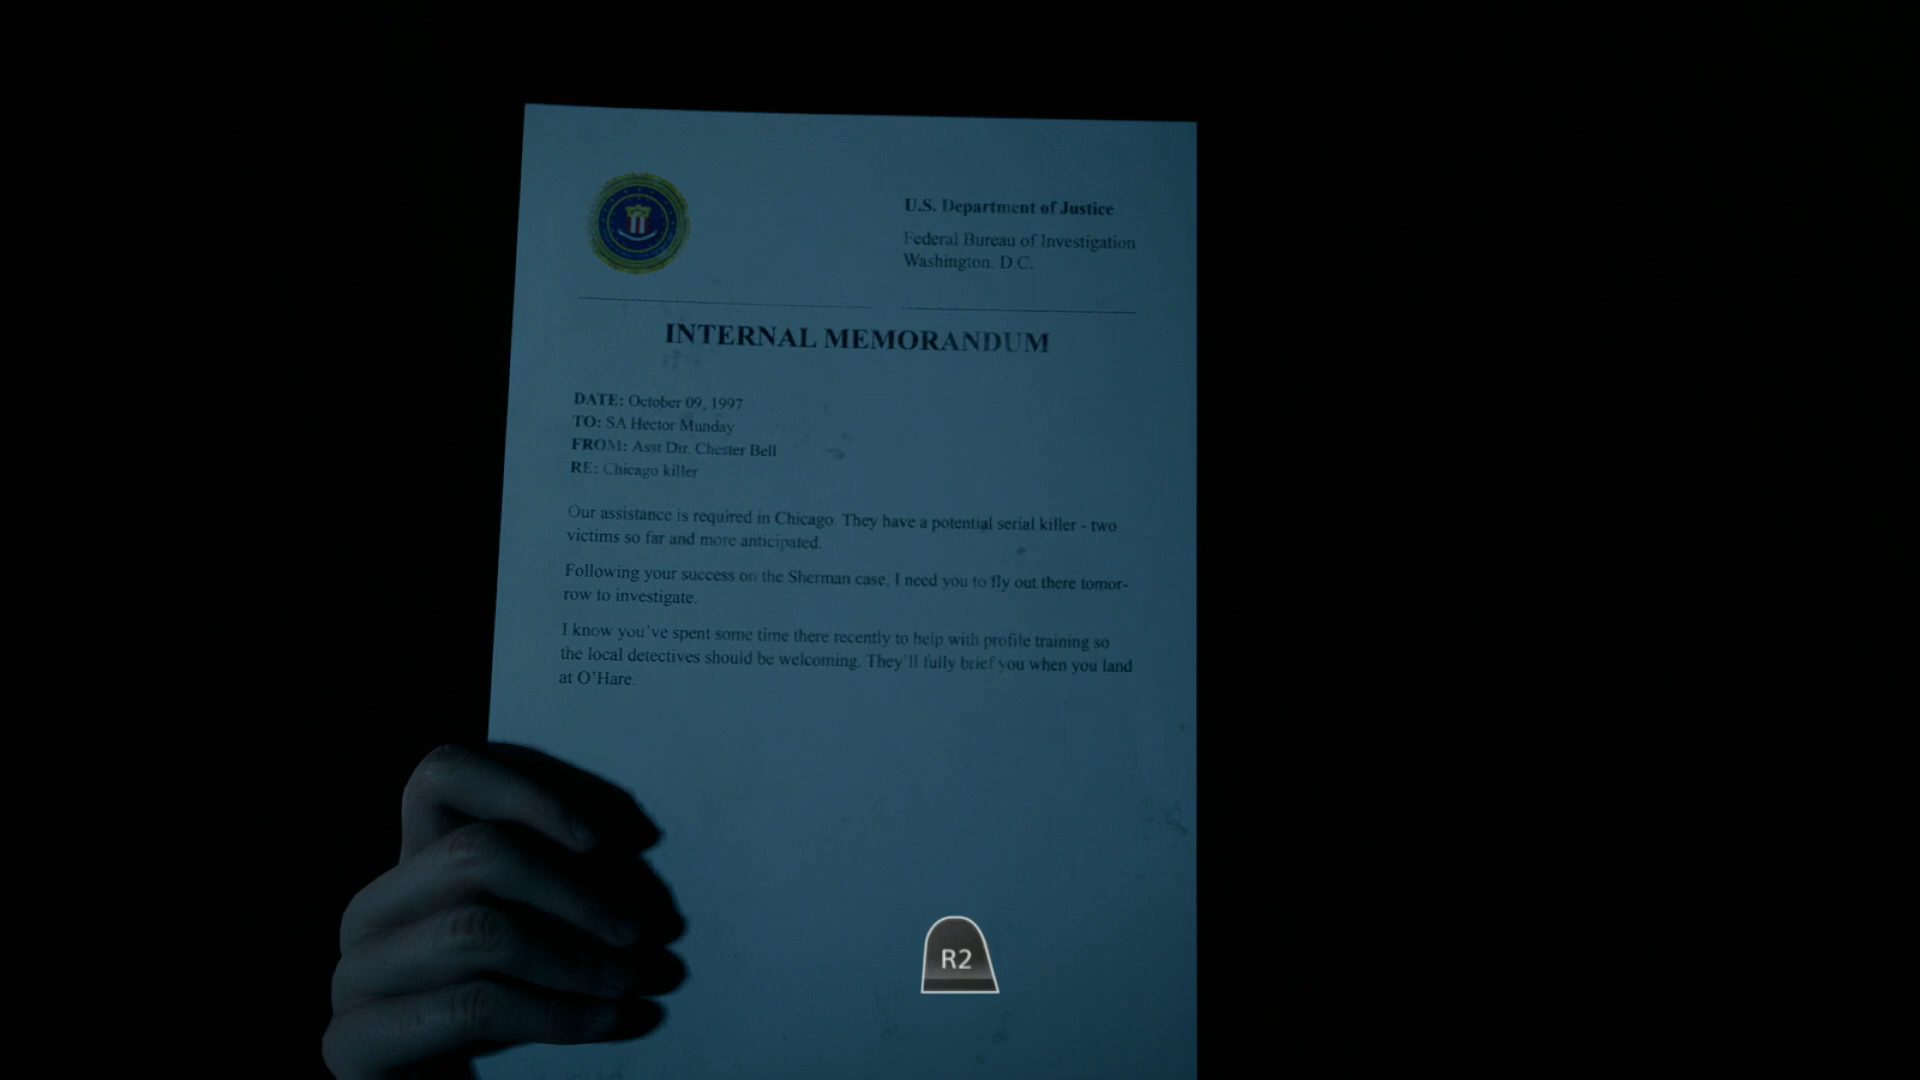 U.S. Department of Justice
Federal Bureau of Investigation
Washington. D.C.
INTERNAL MEMORANDUM
DATE: October 09, 1997
TO: SA Hector Munday
FROM: Asst Dir. Chester Bell
RE: Chicago killer
Our assistance is required in Chicago. They have a potential serial killer - two
victims so far and more anticipated.
Following your success on the Sherman case, I need you to fly out there tomor-
row to investigate.
I know you've spent some time there recently to help with profile training so
the local detectives should be welcoming. They'll fully brief you when you land
at O'Hare.
R2